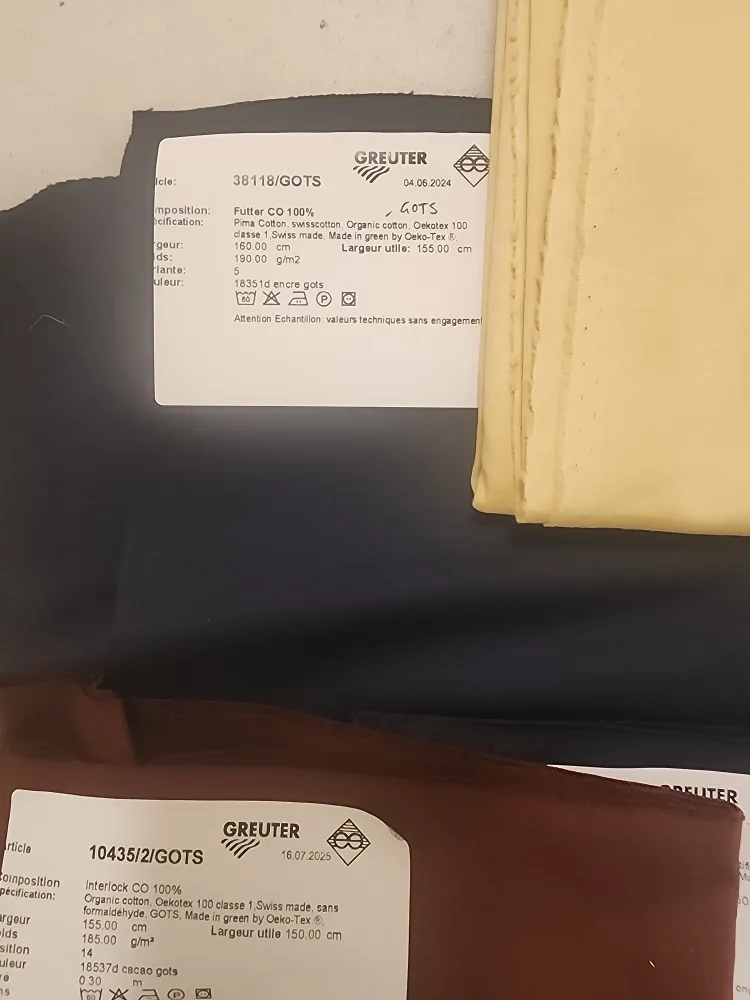 GREUTER
icle: 38118/GOTS 04.06.2024
mposition: Futter CO 100% , GOTS
écification: Pima Cotton, swisscotton, Organic cotton, Oekotex 100
classe 1,Swiss made, Made in green by Oeko-Tex ®,
rgeur: 160.00 cm Largeur utile: 155.00 cm
ids: 190.00 g/m2
riante: 5
uleur: 18351d encre gots
60 P
Attention Echantillon: valeurs techniques sans engagement
GREUTER
GREUTER
rticle 10435/2/GOTS 16.07.2025
Composition Interlock CO 100%
pécification: Organic cotton, Oekotex 100 classe 1,Swiss made, sans
formaldéhyde, GOTS, Made in green by Oeko-Tex ®,
argeur 155.00 cm Largeur utile 150.00 cm
oids 185.00 g/m²
sition 14
uleur 18537d cacao gots
re 0.30 m
60 P